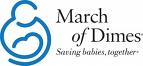 March
of Dimes®
Saving babies, together®